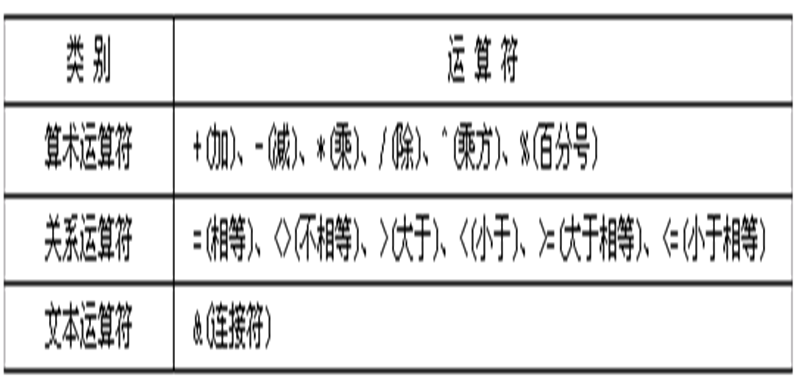 类 别 运 算 符
算术运算符 +(加)、-(减)、*(乘)、/(除)、^(乘方)、%(百分号)
关系运算符 =(相等)、<>(不相等)、>(大于)、<(小于)、>=(大于相等)、<=(小于相等)
文本运算符 &(连接符)